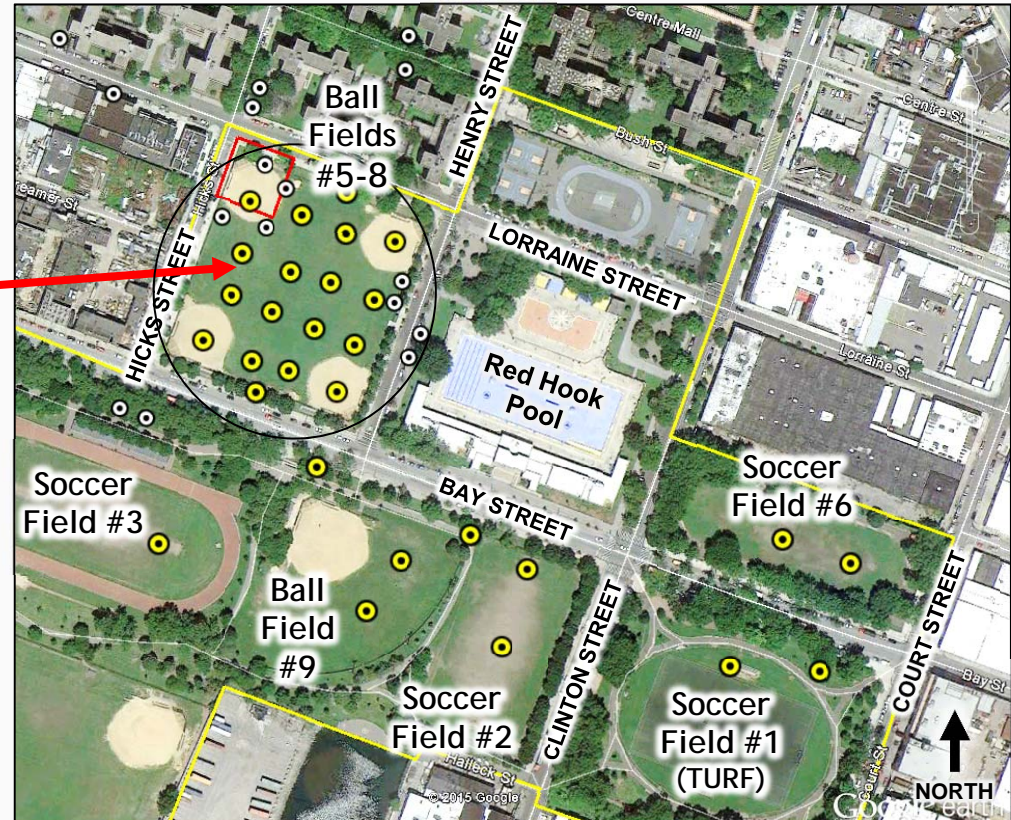 Centre Mall
Centre St
HENRY STREET
Ball
Fields
#5-8
Bush St
Hicks St
LORRAINE STREET
HICKS STREET
Lorraine St
Red Hook
Pool
Soccer
Field #3
BAY STREET
Soccer
Field #6
Ball
Field
#9
CLINTON STREET
COURT STREET
Bay St
Soccer
Field #2
Soccer
Field #1
(TURF)
Halleck St
Court St
NORTH
© 2015 Google
Google earth